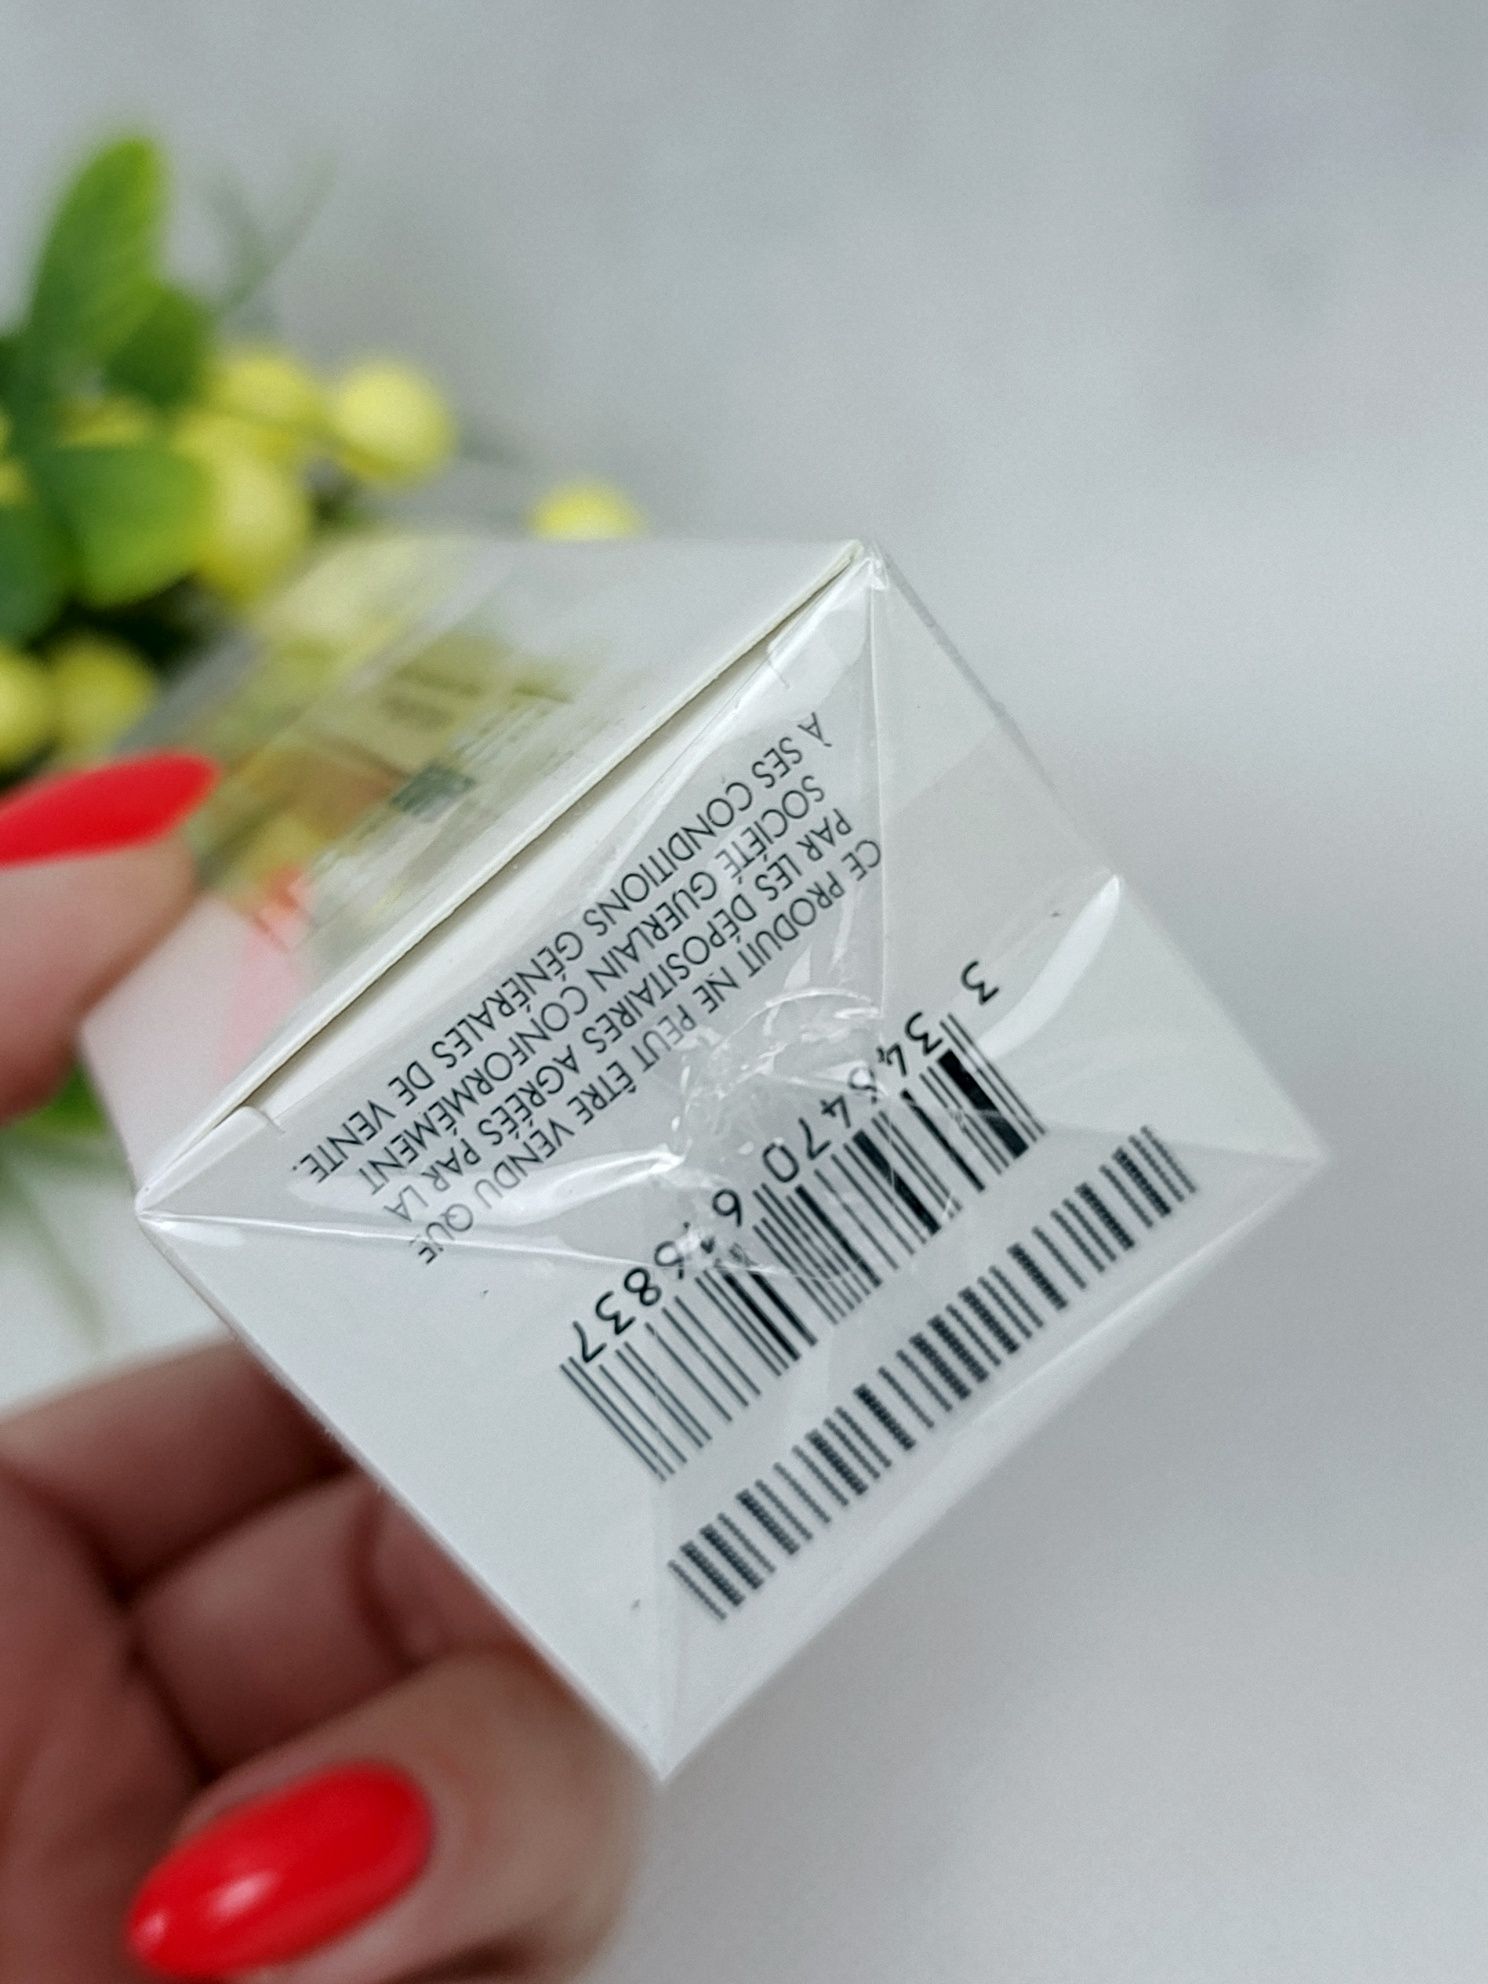 CE PRODUIT NE PEUT ÊTRE VENDU QUE
PAR LES DÉPOSITAIRES AGRÉÉS PAR LA
SOCIÉTÉ GUERLAIN CONFORMÉMENT
À SES CONDITIONS GÉNÉRALES DE VENTE.
3 346470 616837